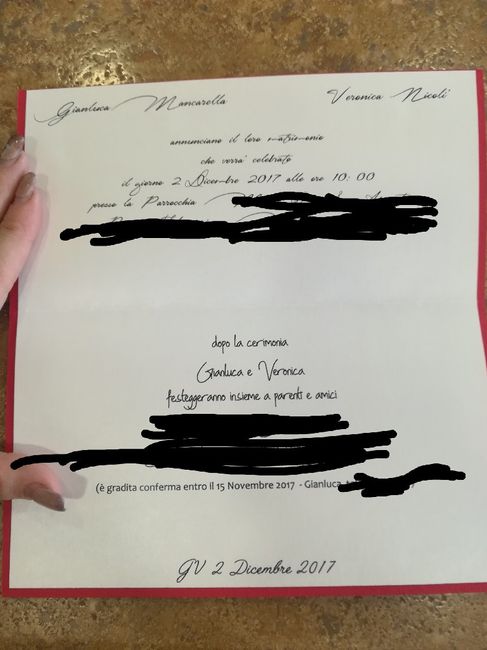 Gianluca Mancarella Veronica Nicoli
annunciano il loro matrimonio
che verra' celebrato
il giorno 2 Dicembre 2017 alle ore 10:00
presso la Parrocchia
dopo la cerimonia
Gianluca e Veronica
festeggeranno insieme a parenti e amici
(è gradita conferma entro il 15 Novembre 2017 - Gianluca
GV 2 Dicembre 2017